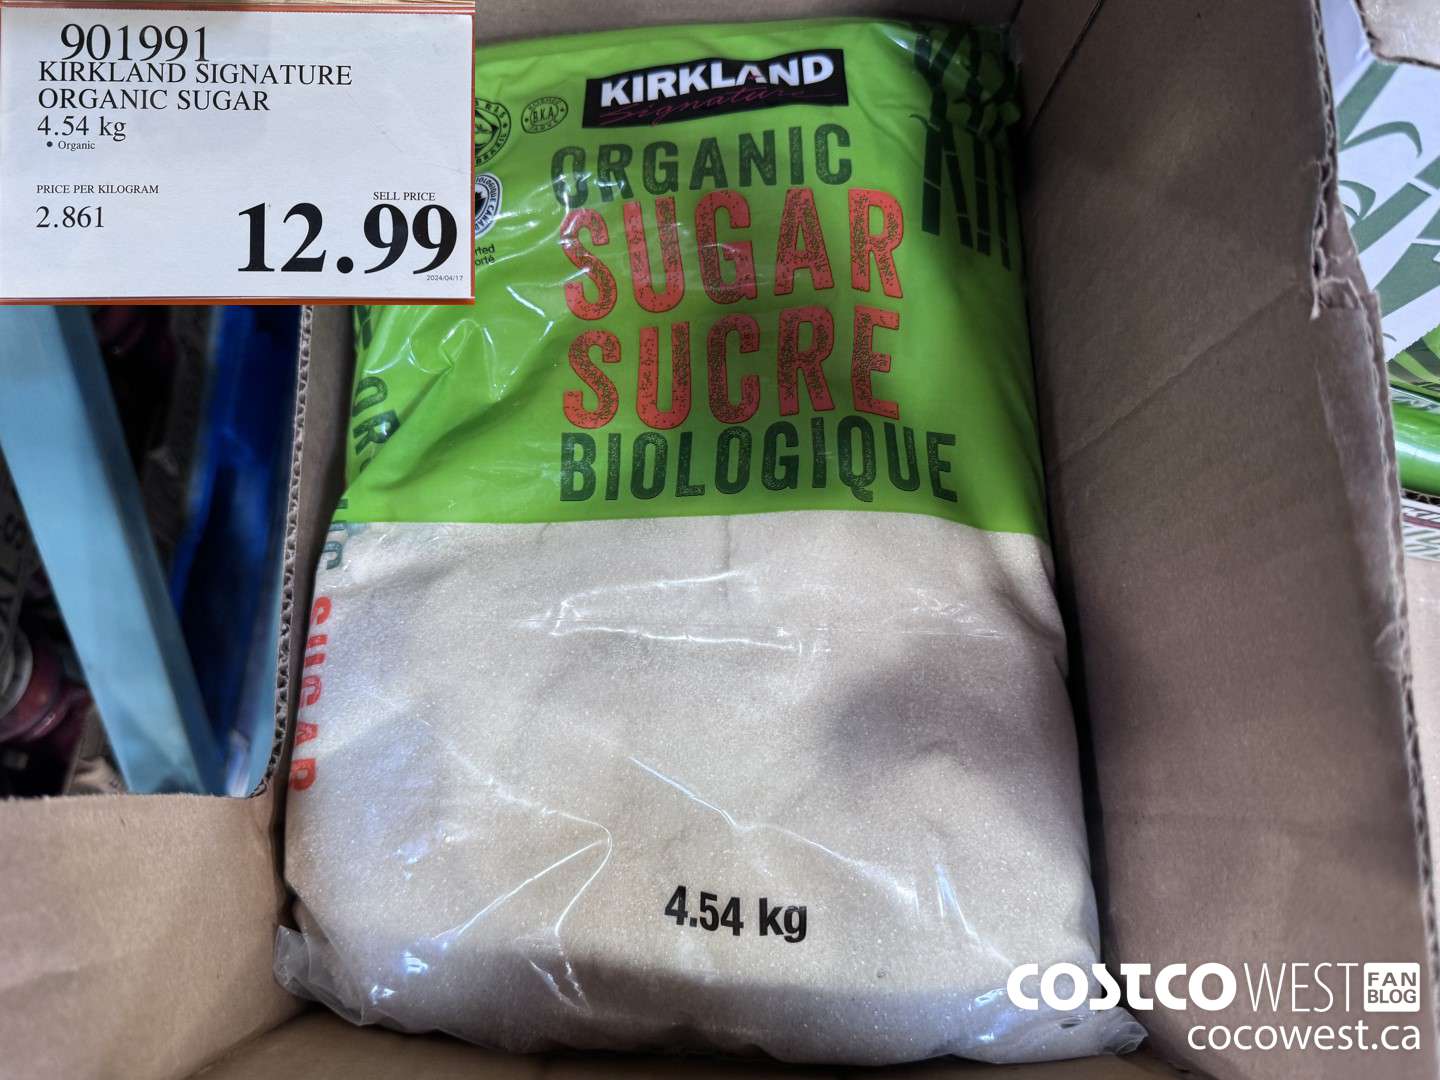 901991
KIRKLAND SIGNATURE
ORGANIC SUGAR
4.54 kg
• Organic
PRICE PER KILOGRAM
2.861
SELL PRICE
12.99
2024/04/17
KIRKLAND
Signature
B.K.A.
ORGANIC
SUGAR
SUCRE
BIOLOGIQUE
SUGAR
4.54 kg
COSTCO WEST FAN BLOG
cocowest.ca